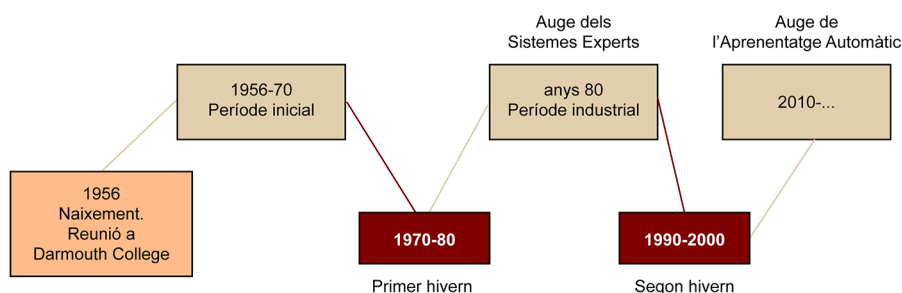 1956
Naixement.
Reunió a
Darmouth College
1956-70
Període inicial
1970-80
Primer hivern
Auge dels
Sistemes Experts
anys 80
Període industrial
1990-2000
Segon hivern
Auge de
l’Aprenentatge Automàtic
2010-...